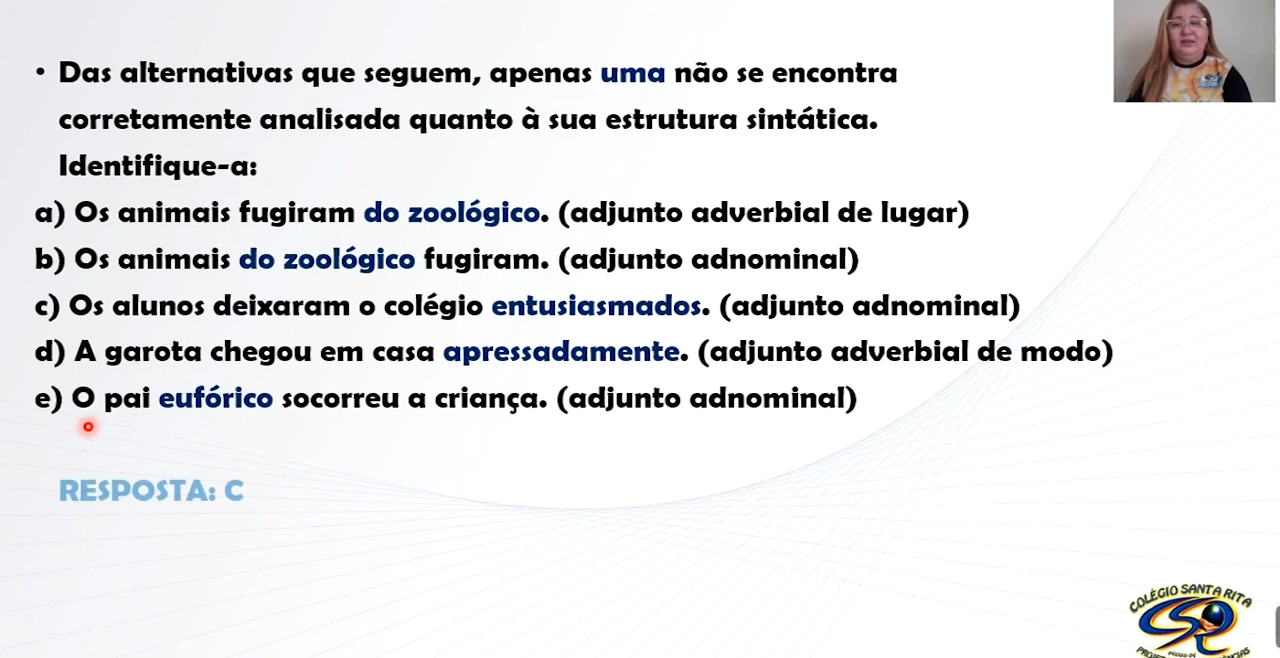 • Das alternativas que seguem, apenas uma não se encontra
corretamente analisada quanto à sua estrutura sintática.
Identifique-a:
a) Os animais fugiram do zoológico. (adjunto adverbial de lugar)
b) Os animais do zoológico fugiram. (adjunto adnominal)
c) Os alunos deixaram o colégio entusiasmados. (adjunto adnominal)
d) A garota chegou em casa apressadamente. (adjunto adverbial de modo)
e) O pai eufórico socorreu a criança. (adjunto adnominal)
RESPOSTA: C
COLÉGIO SANTA RITA